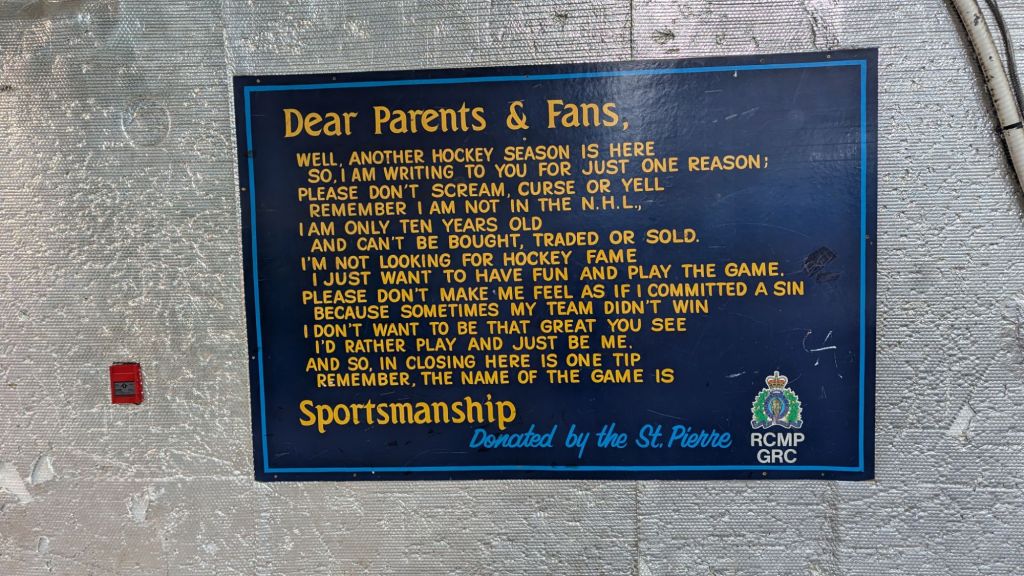 Dear Parents & Fans,
WELL, ANOTHER HOCKEY SEASON IS HERE
SO, I AM WRITING TO YOU FOR JUST ONE REASON;
PLEASE DON'T SCREAM, CURSE OR YELL
REMEMBER I AM NOT IN THE N.H.L.,
I AM ONLY TEN YEARS OLD
AND CAN'T BE BOUGHT, TRADED OR SOLD.
I'M NOT LOOKING FOR HOCKEY FAME
I JUST WANT TO HAVE FUN AND PLAY THE GAME.
PLEASE DON'T MAKE ME FEEL AS IF I COMMITTED A SIN
BECAUSE SOMETIMES MY TEAM DIDN'T WIN
I DON'T WANT TO BE THAT GREAT YOU SEE
I'D RATHER PLAY AND JUST BE ME.
AND SO, IN CLOSING HERE IS ONE TIP
REMEMBER, THE NAME OF THE GAME IS
Sportsmanship
Donated by the St. Pierre
RCMP
GRC